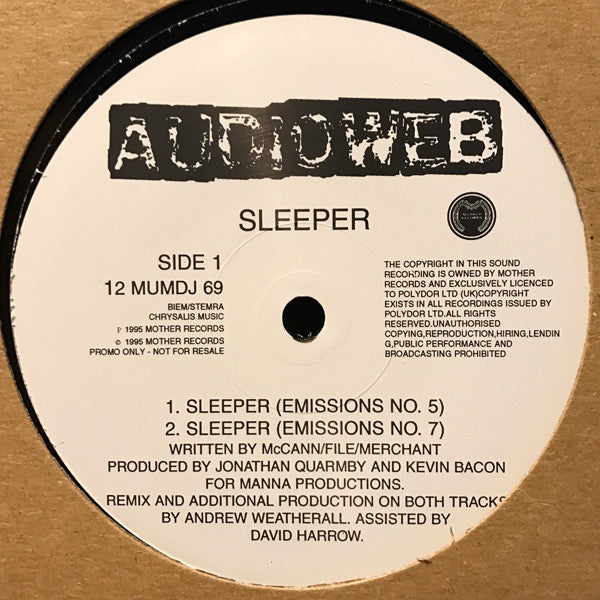 AUDIOWEB
SLEEPER
MOTHER RECORDS
SIDE 1
12 MUMDJ 69
BIEM/STEMRA
CHRYSALIS MUSIC
P 1995 MOTHER RECORDS
© 1995 MOTHER RECORDS
PROMO ONLY - NOT FOR RESALE
THE COPYRIGHT IN THIS SOUND
RECORDING IS OWNED BY MOTHER
RECORDS AND EXCLUSIVELY LICENCED
TO POLYDOR LTD (UK)COPYRIGHT
EXISTS IN ALL RECORDINGS ISSUED BY
POLYDOR LTD.ALL RIGHTS
RESERVED.UNAUTHORISED
COPYING,REPRODUCTION,HIRING,LENDIN
G,PUBLIC PERFORMANCE AND
BROADCASTING PROHIBITED
1. SLEEPER (EMISSIONS NO. 5)
2. SLEEPER (EMISSIONS NO. 7)
WRITTEN BY McCANN/FILE/MERCHANT
PRODUCED BY JONATHAN QUARMBY AND KEVIN BACON
FOR MANNA PRODUCTIONS.
REMIX AND ADDITIONAL PRODUCTION ON BOTH TRACKS
BY ANDREW WEATHERALL. ASSISTED BY
DAVID HARROW.